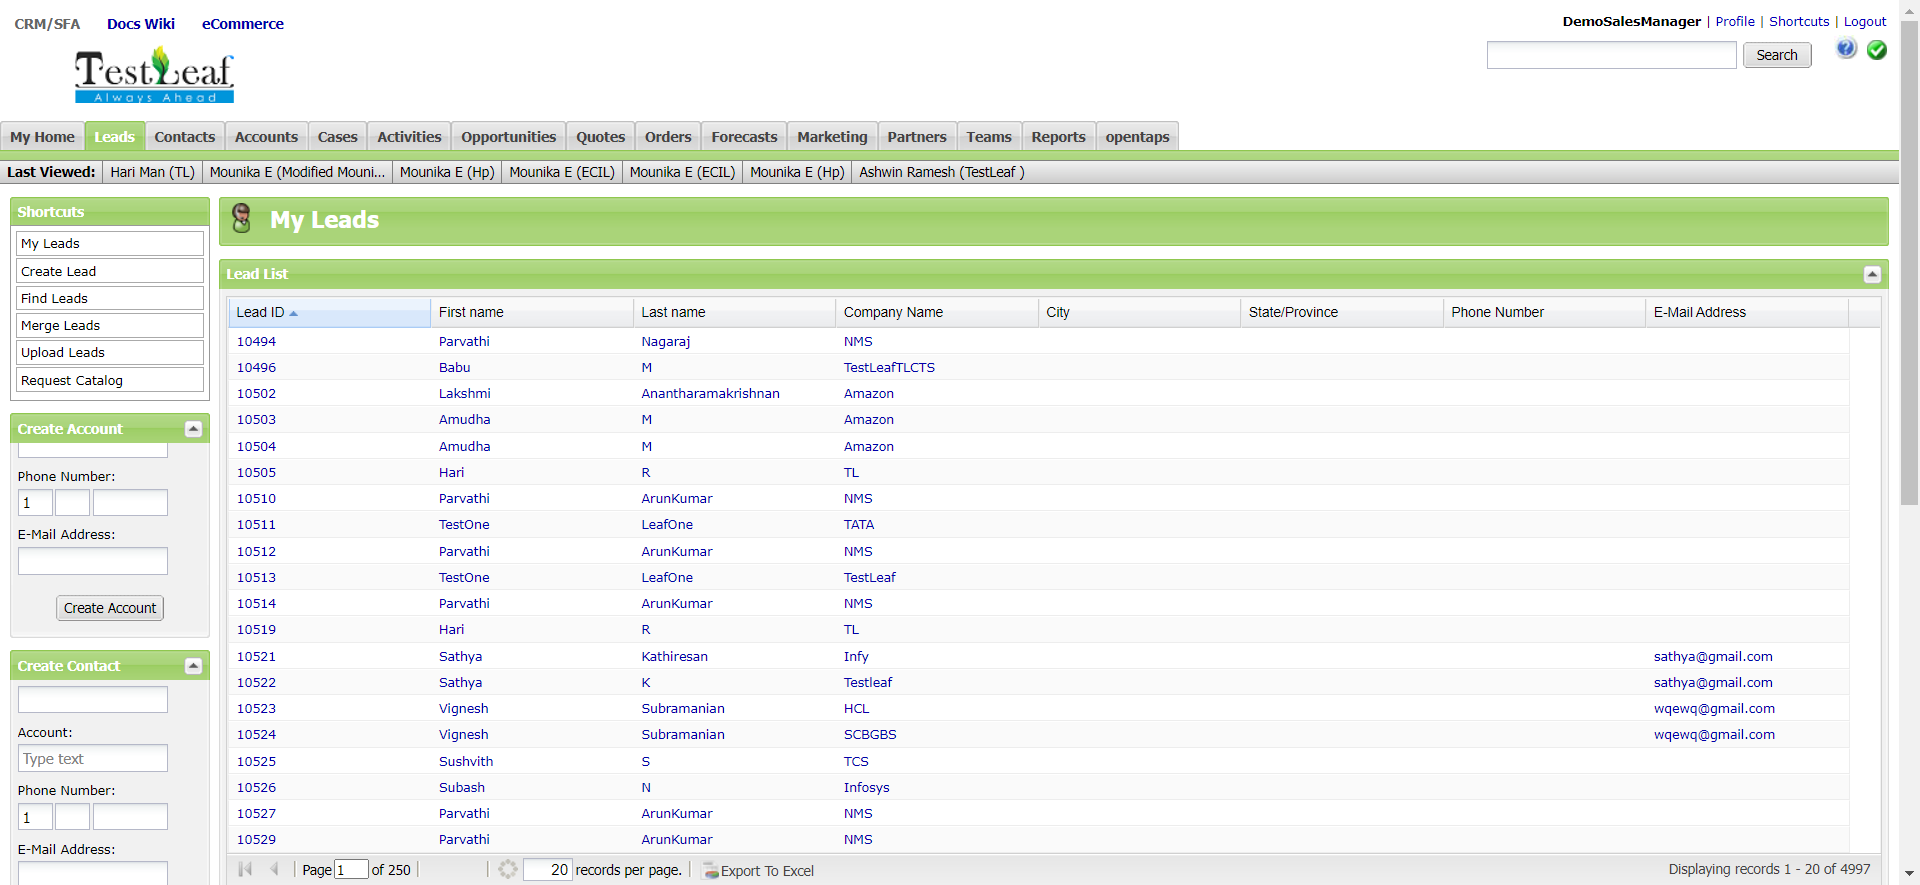 CRM/SFA Docs Wiki eCommerce
DemoSalesManager | Profile | Shortcuts | Logout
TestLeaf
Always Ahead
Search
My Home Leads Contacts Accounts Cases Activities Opportunities Quotes Orders Forecasts Marketing Partners Teams Reports opentaps
Last Viewed: Hari Man (TL) Mounika E (Modified Mouni... Mounika E (Hp) Mounika E (ECIL) Mounika E (ECIL) Mounika E (Hp) Ashwin Ramesh (TestLeaf )
Shortcuts
My Leads
Create Lead
Find Leads
Merge Leads
Upload Leads
Request Catalog
Create Account
Phone Number:
1
E-Mail Address:
Create Account
Create Contact
Account:
Type text
Phone Number:
1
E-Mail Address:
My Leads
Lead List
Lead ID First name Last name Company Name City State/Province Phone Number E-Mail Address
10494 Parvathi Nagaraj NMS
10496 Babu M TestLeafTLCTS
10502 Lakshmi Anantharamakrishnan Amazon
10503 Amudha M Amazon
10504 Amudha M Amazon
10505 Hari R TL
10510 Parvathi ArunKumar NMS
10511 TestOne LeafOne TATA
10512 Parvathi ArunKumar NMS
10513 TestOne LeafOne TestLeaf
10514 Parvathi ArunKumar NMS
10519 Hari R TL
10521 Sathya Kathiresan Infy sathya@gmail.com
10522 Sathya K Testleaf sathya@gmail.com
10523 Vignesh Subramanian HCL wqewq@gmail.com
10524 Vignesh Subramanian SCBGBS wqewq@gmail.com
10525 Sushvith S TCS
10526 Subash N Infosys
10527 Parvathi ArunKumar NMS
10529 Parvathi ArunKumar NMS
Page 1 of 250 20 records per page. Export To Excel Displaying records 1 - 20 of 4997